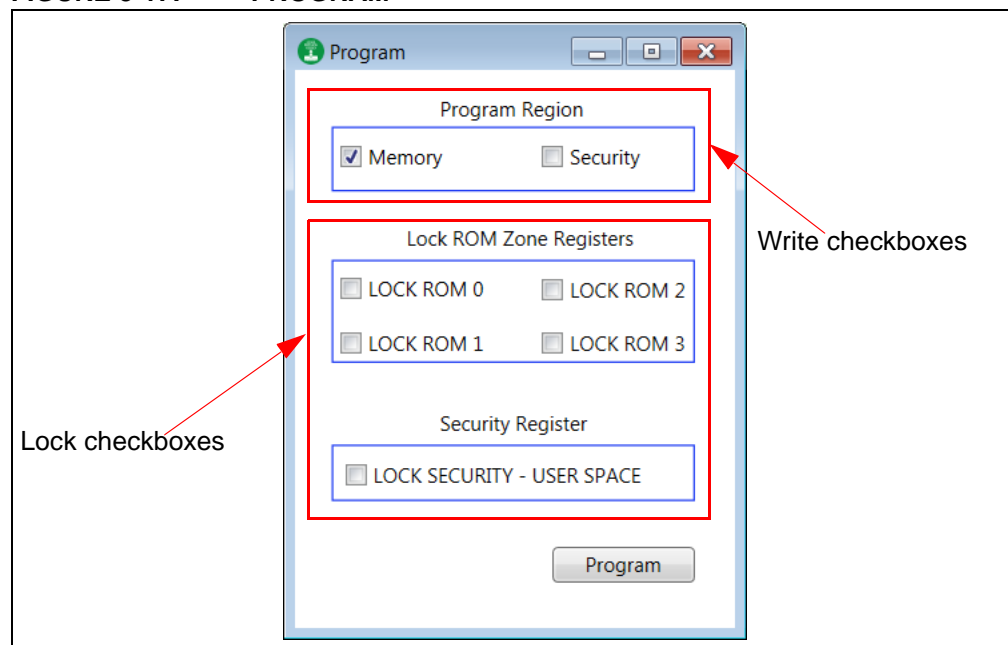 Program
Program Region
Memory Security
Write checkboxes
Lock ROM Zone Registers
LOCK ROM 0 LOCK ROM 2
LOCK ROM 1 LOCK ROM 3
Lock checkboxes
Security Register
LOCK SECURITY - USER SPACE
Program